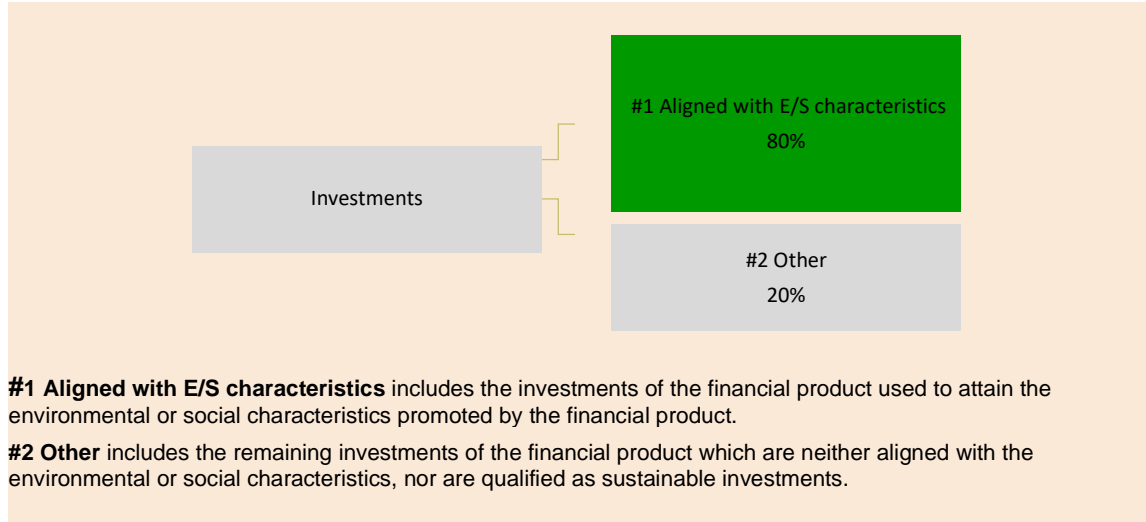 #1 Aligned with E/S characteristics
80%
Investments
#2 Other
20%
#1 Aligned with E/S characteristics includes the investments of the financial product used to attain the
environmental or social characteristics promoted by the financial product.
#2 Other includes the remaining investments of the financial product which are neither aligned with the
environmental or social characteristics, nor are qualified as sustainable investments.